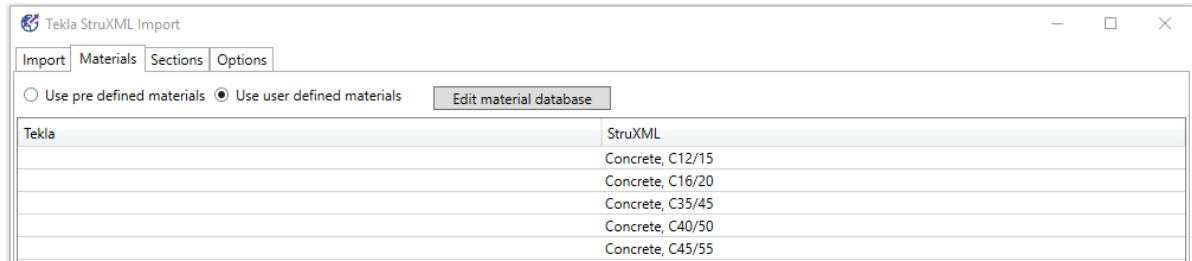 Tekla StruXML Import
Import Materials Sections Options
Use pre defined materials Use user defined materials Edit material database
Tekla StruXML
Concrete, C12/15
Concrete, C16/20
Concrete, C35/45
Concrete, C40/50
Concrete, C45/55